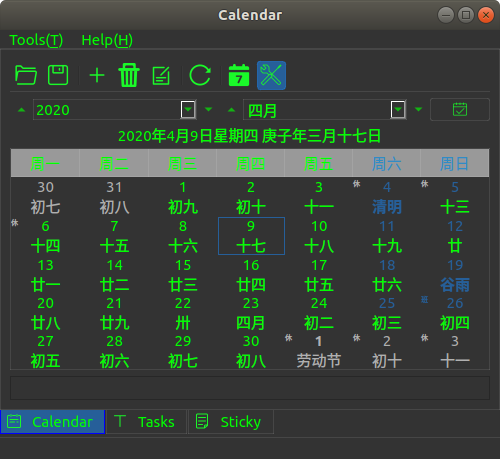 Calendar
Tools(T) Help(H)
7
2020 四月
2020年4月9日星期四 庚子年三月十七日
周一 周二 周三 周四 周五 周六 周日
30 31 1 2 3 休 4 休 5
初七 初八 初九 初十 十一 清明 十三
休 6 7 8 9 10 11 12
十四 十五 十六 十七 十八 十九 廿
13 14 15 16 17 18 19
廿一 廿二 廿三 廿四 廿五 廿六 谷雨
20 21 22 23 24 25 26
廿八 廿九 卅 四月 初二 初三 初四
27 28 29 30 休 1 休 2 休 3
初五 初六 初七 初八 劳动节 初十 十一
Calendar Tasks Sticky